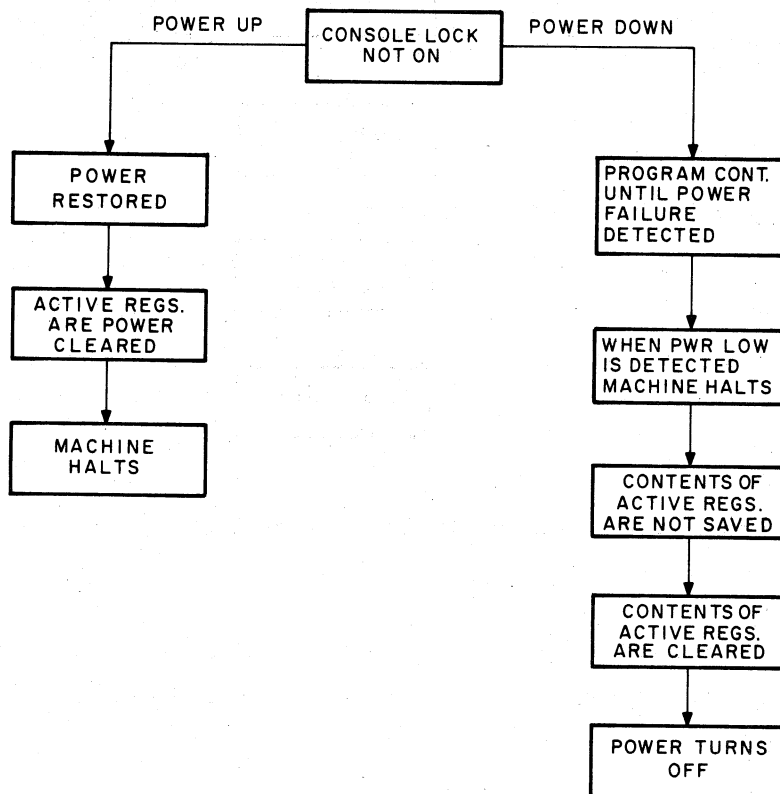 POWER UP
CONSOLE LOCK
NOT ON
POWER DOWN
POWER
RESTORED
ACTIVE REGS.
ARE POWER
CLEARED
MACHINE
HALTS
PROGRAM CONT.
UNTIL POWER
FAILURE
DETECTED
WHEN PWR LOW
IS DETECTED
MACHINE HALTS
CONTENTS OF
ACTIVE REGS.
ARE NOT SAVED
CONTENTS OF
ACTIVE REGS.
ARE CLEARED
POWER TURNS
OFF